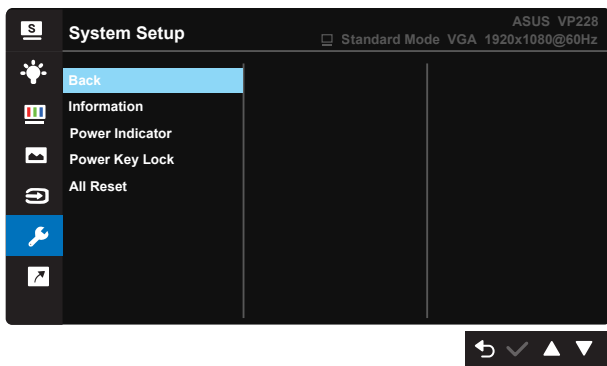 S
System Setup
ASUS VP228
Standard Mode VGA 1920x1080@60Hz
Back
Information
Power Indicator
Power Key Lock
All Reset